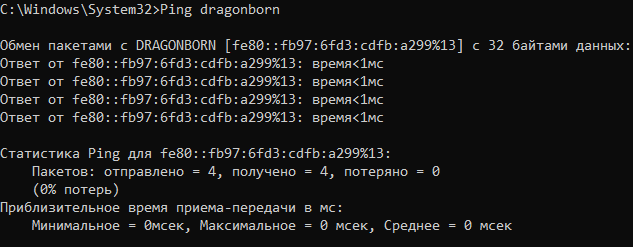 C:\Windows\System32>Ping dragonborn
Обмен пакетами с DRAGONBORN [fe80::fb97:6fd3:cdfb:a299%13] с 32 байтами данных:
Ответ от fe80::fb97:6fd3:cdfb:a299%13: время<1мс
Ответ от fe80::fb97:6fd3:cdfb:a299%13: время<1мс
Ответ от fe80::fb97:6fd3:cdfb:a299%13: время<1мс
Ответ от fe80::fb97:6fd3:cdfb:a299%13: время<1мс
Статистика Ping для fe80::fb97:6fd3:cdfb:a299%13:
Пакетов: отправлено = 4, получено = 4, потеряно = 0
(0% потерь)
Приблизительное время приема-передачи в мс:
Минимальное = 0мсек, Максимальное = 0 мсек, Среднее = 0 мсек